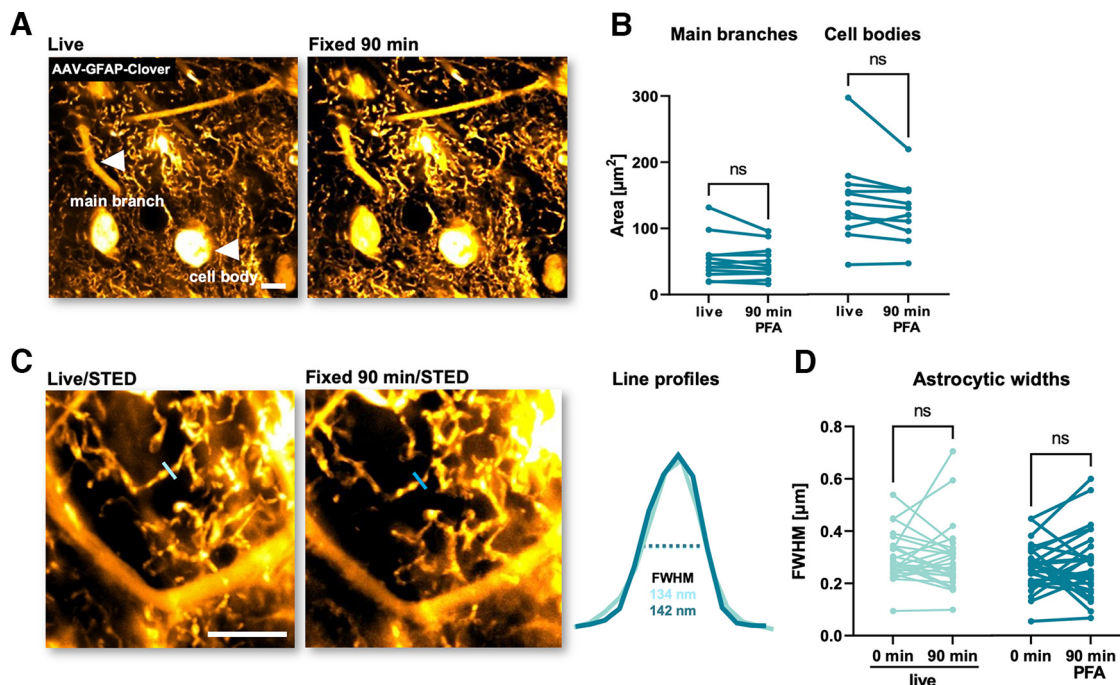 A
Live
Fixed 90 min
AAV-GFAP-Clover
main branch
cell body
B
Main branches
Cell bodies
ns
ns
Area [µm²]
300
200
100
0
live
90 min
PFA
live
90 min
PFA
C
Live/STED
Fixed 90 min/STED
Line profiles
FWHM
134 nm
142 nm
D
Astrocytic widths
ns
ns
FWHM [µm]
0.8
0.6
0.4
0.2
0.0
0 min
90 min
live
0 min
90 min
PFA